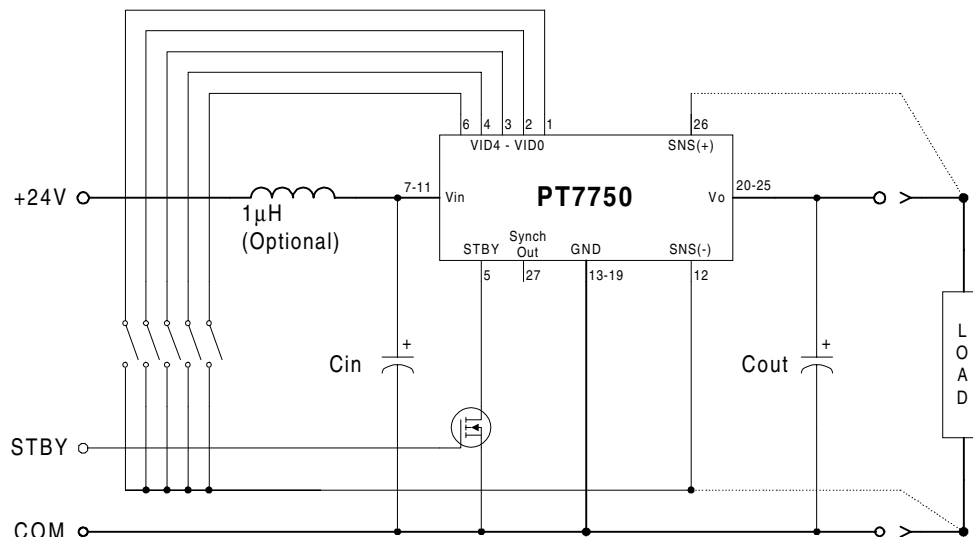 6 4 3 2 1
26
VID4 - VID0
SNS(+)
+24V
1μH
(Optional)
7-11
Vin
PT7750
Vo
20-25
STBY
Synch
Out
GND
SNS(-)
5
27
13-19
12
Cin
+
Cout
+
L
O
A
D
STBY
COM